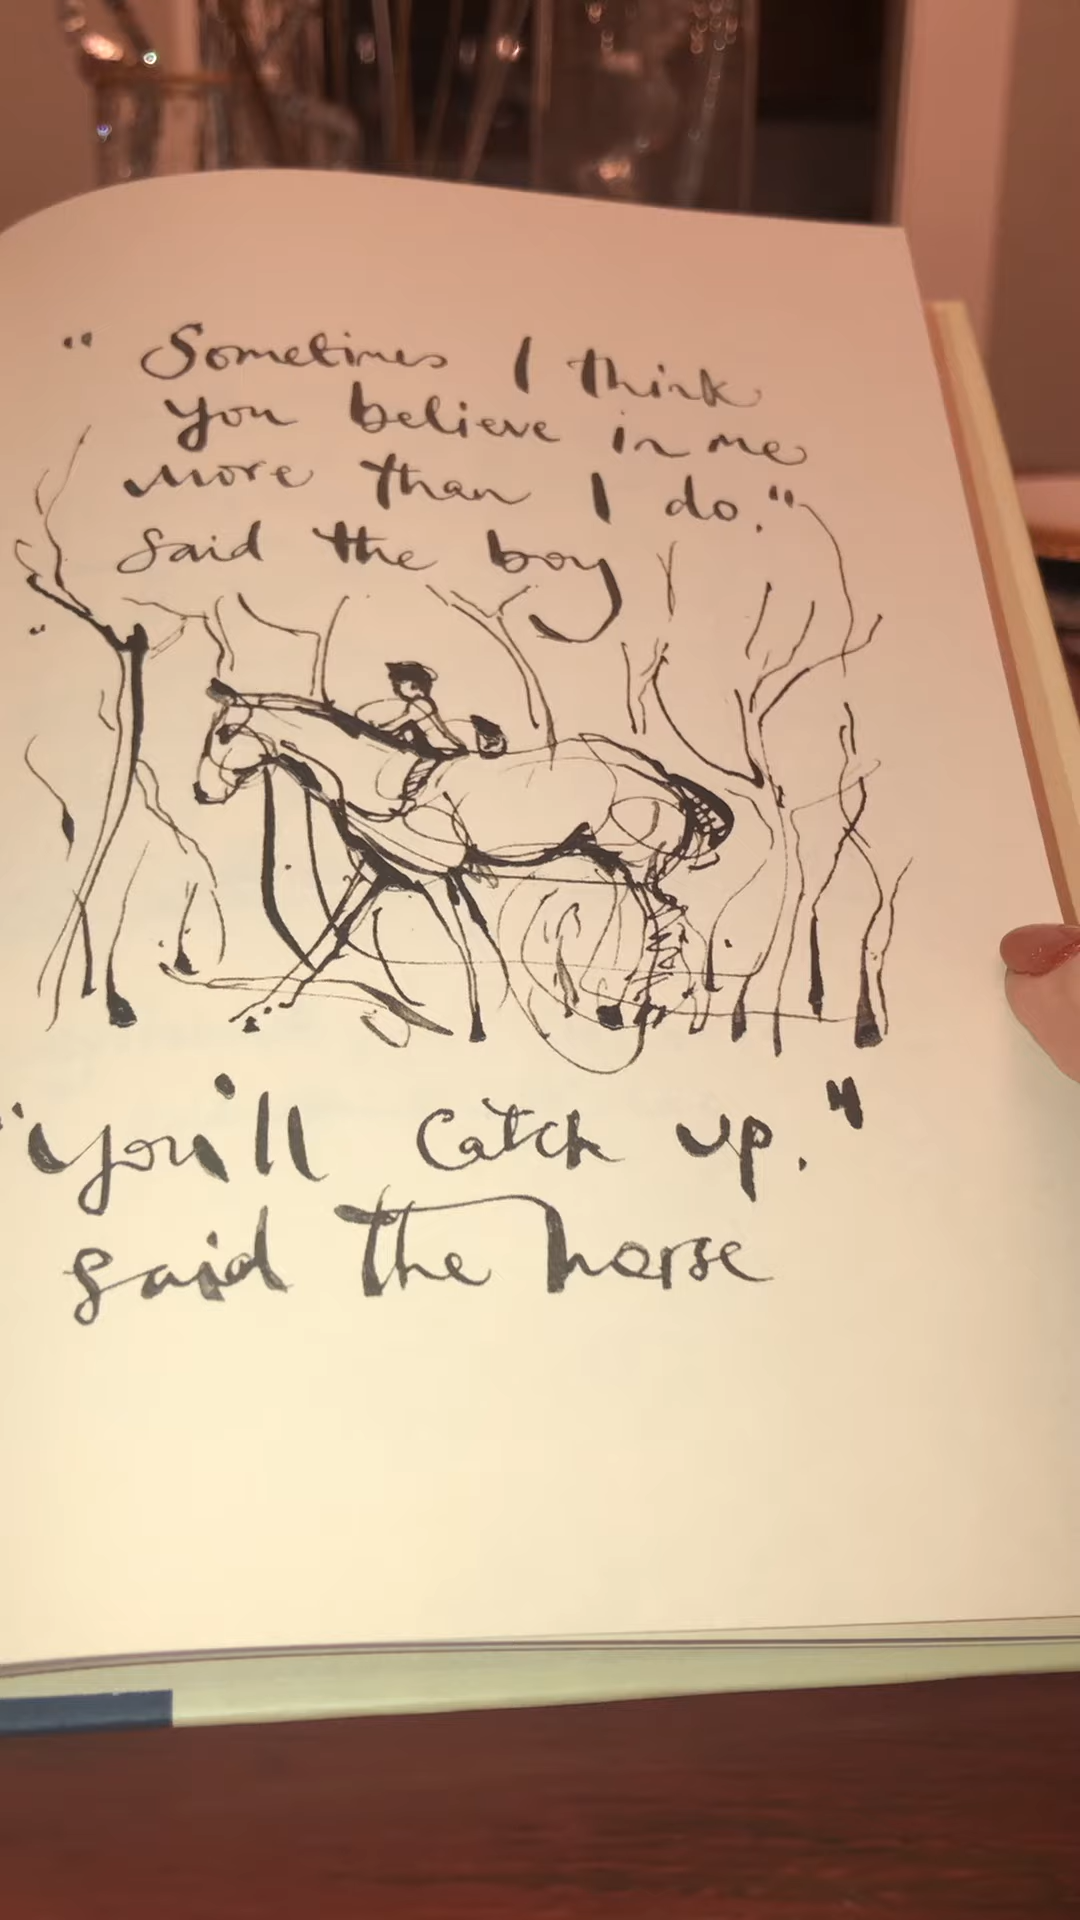 “ Sometimes I think
you believe in me
more than I do.”
said the boy
“you'll catch up.”
said the horse